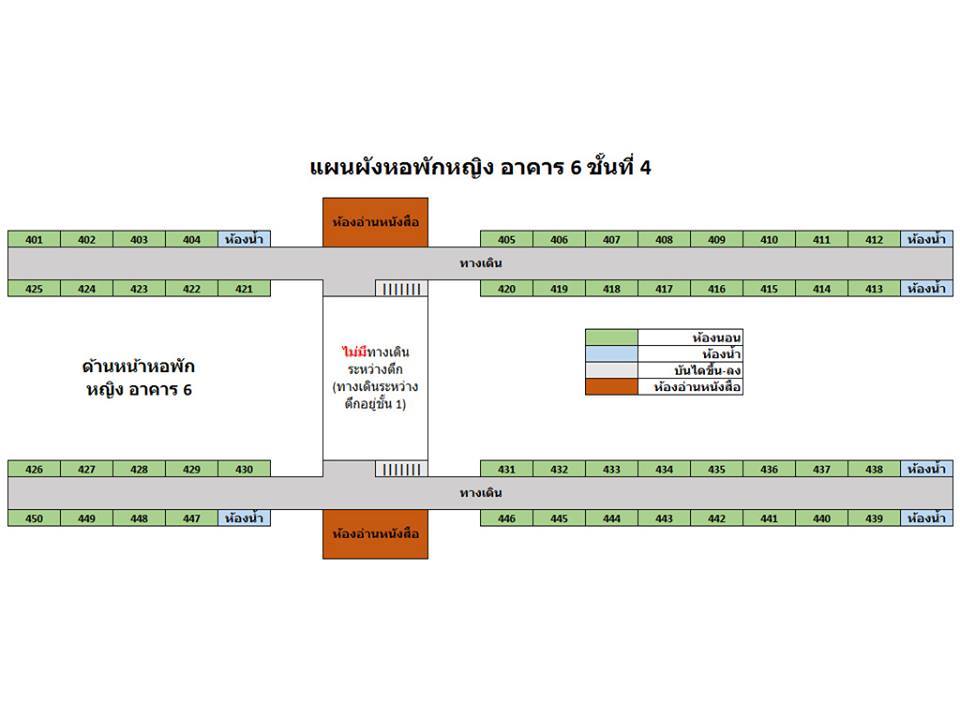 แผนผังหอพักหญิง อาคาร 6 ชั้นที่ 4
ห้องอ่านหนังสือ
401 402 403 404 ห้องน้ำ 405 406 407 408 409 410 411 412 ห้องน้ำ
ทางเดิน
425 424 423 422 421 420 419 418 417 416 415 414 413 ห้องน้ำ
ด้านหน้าหอพัก
หญิง อาคาร 6
ไม่มีทางเดิน
ระหว่างตึก
(ทางเดินระหว่าง
ตึกอยู่ชั้น 1)
ห้องนอน
ห้องน้ำ
บันไดขึ้น-ลง
ห้องอ่านหนังสือ
426 427 428 429 430 431 432 433 434 435 436 437 438 ห้องน้ำ
ทางเดิน
450 449 448 447 ห้องน้ำ 446 445 444 443 442 441 440 439 ห้องน้ำ
ห้องอ่านหนังสือ